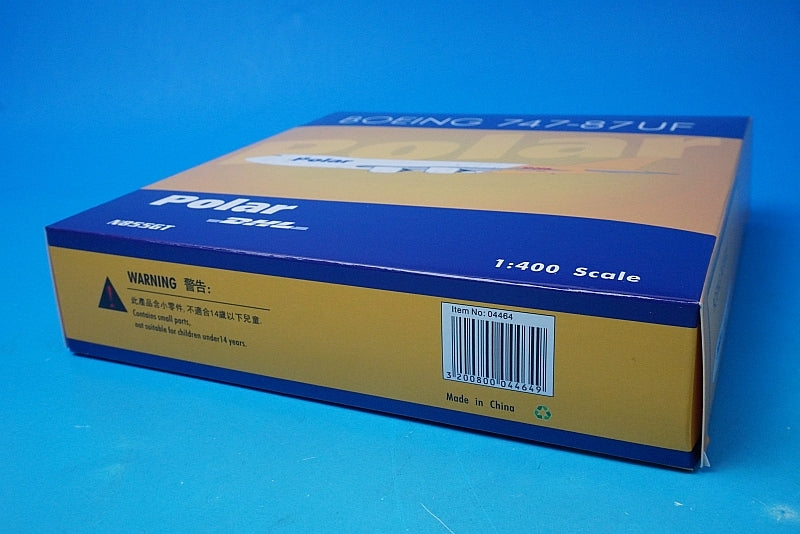 BOEING 747-87UF
polar
Polar
Polar
DHL
N855GT
1:400 Scale
WARNING 警告:
此產品含小零件,不適合14歲以下兒童.
Contains small parts,
not suitable for children under14 years.
Item No: 04464
3 200800 044649
Made in China